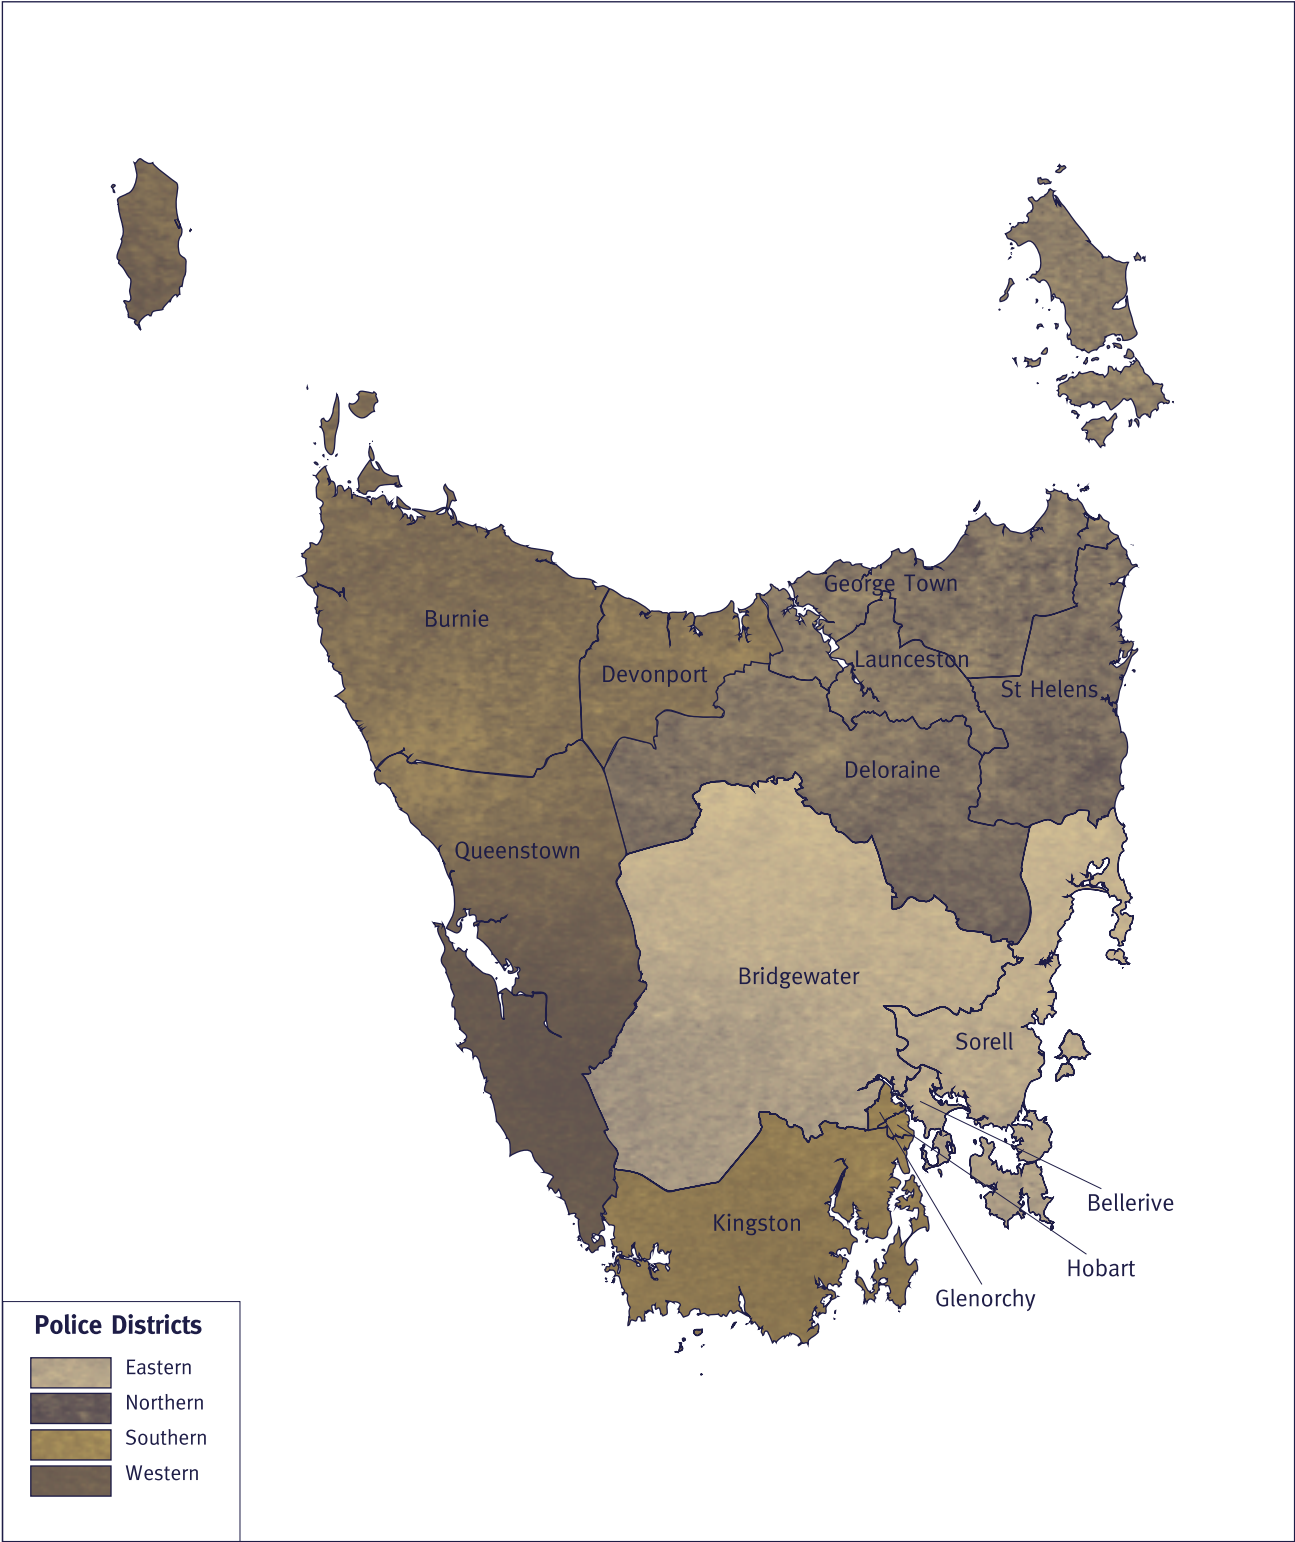 George Town
Burnie
Launceston
Devonport
St Helens
Deloraine
Queenstown
Bridgewater
Sorell
Bellerive
Kingston
Hobart
Glenorchy
Police Districts
Eastern
Northern
Southern
Western